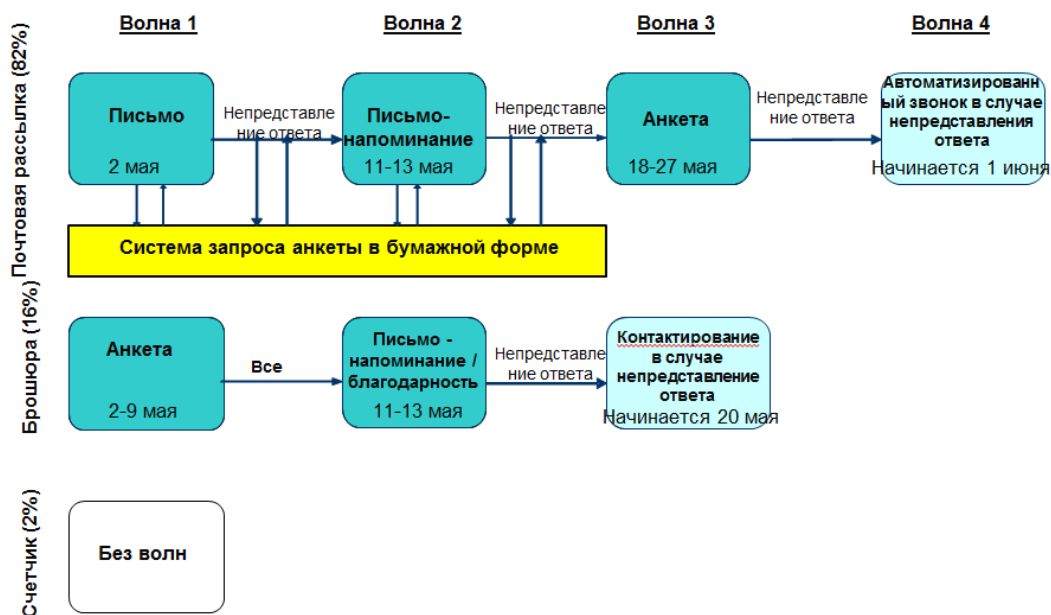 Волна 1
Волна 2
Волна 3
Волна 4
Почтовая рассылка (82%)
Письмо
2 мая
Непредставле
ние ответа
Письмо-
напоминание
11-13 мая
Непредставле
ние ответа
Анкета
18-27 мая
Непредставле
ние ответа
Автоматизированн
ый звонок в случае
непредставления
ответа
Начинается 1 июня
Система запроса анкеты в бумажной форме
Брошюра (16%)
Анкета
2-9 мая
Все
Письмо -
напоминание /
благодарность
11-13 мая
Непредставле
ние ответа
Контактирование
в случае
непредставление
ответа
Начинается 20 мая
Счетчик (2%)
Без волн